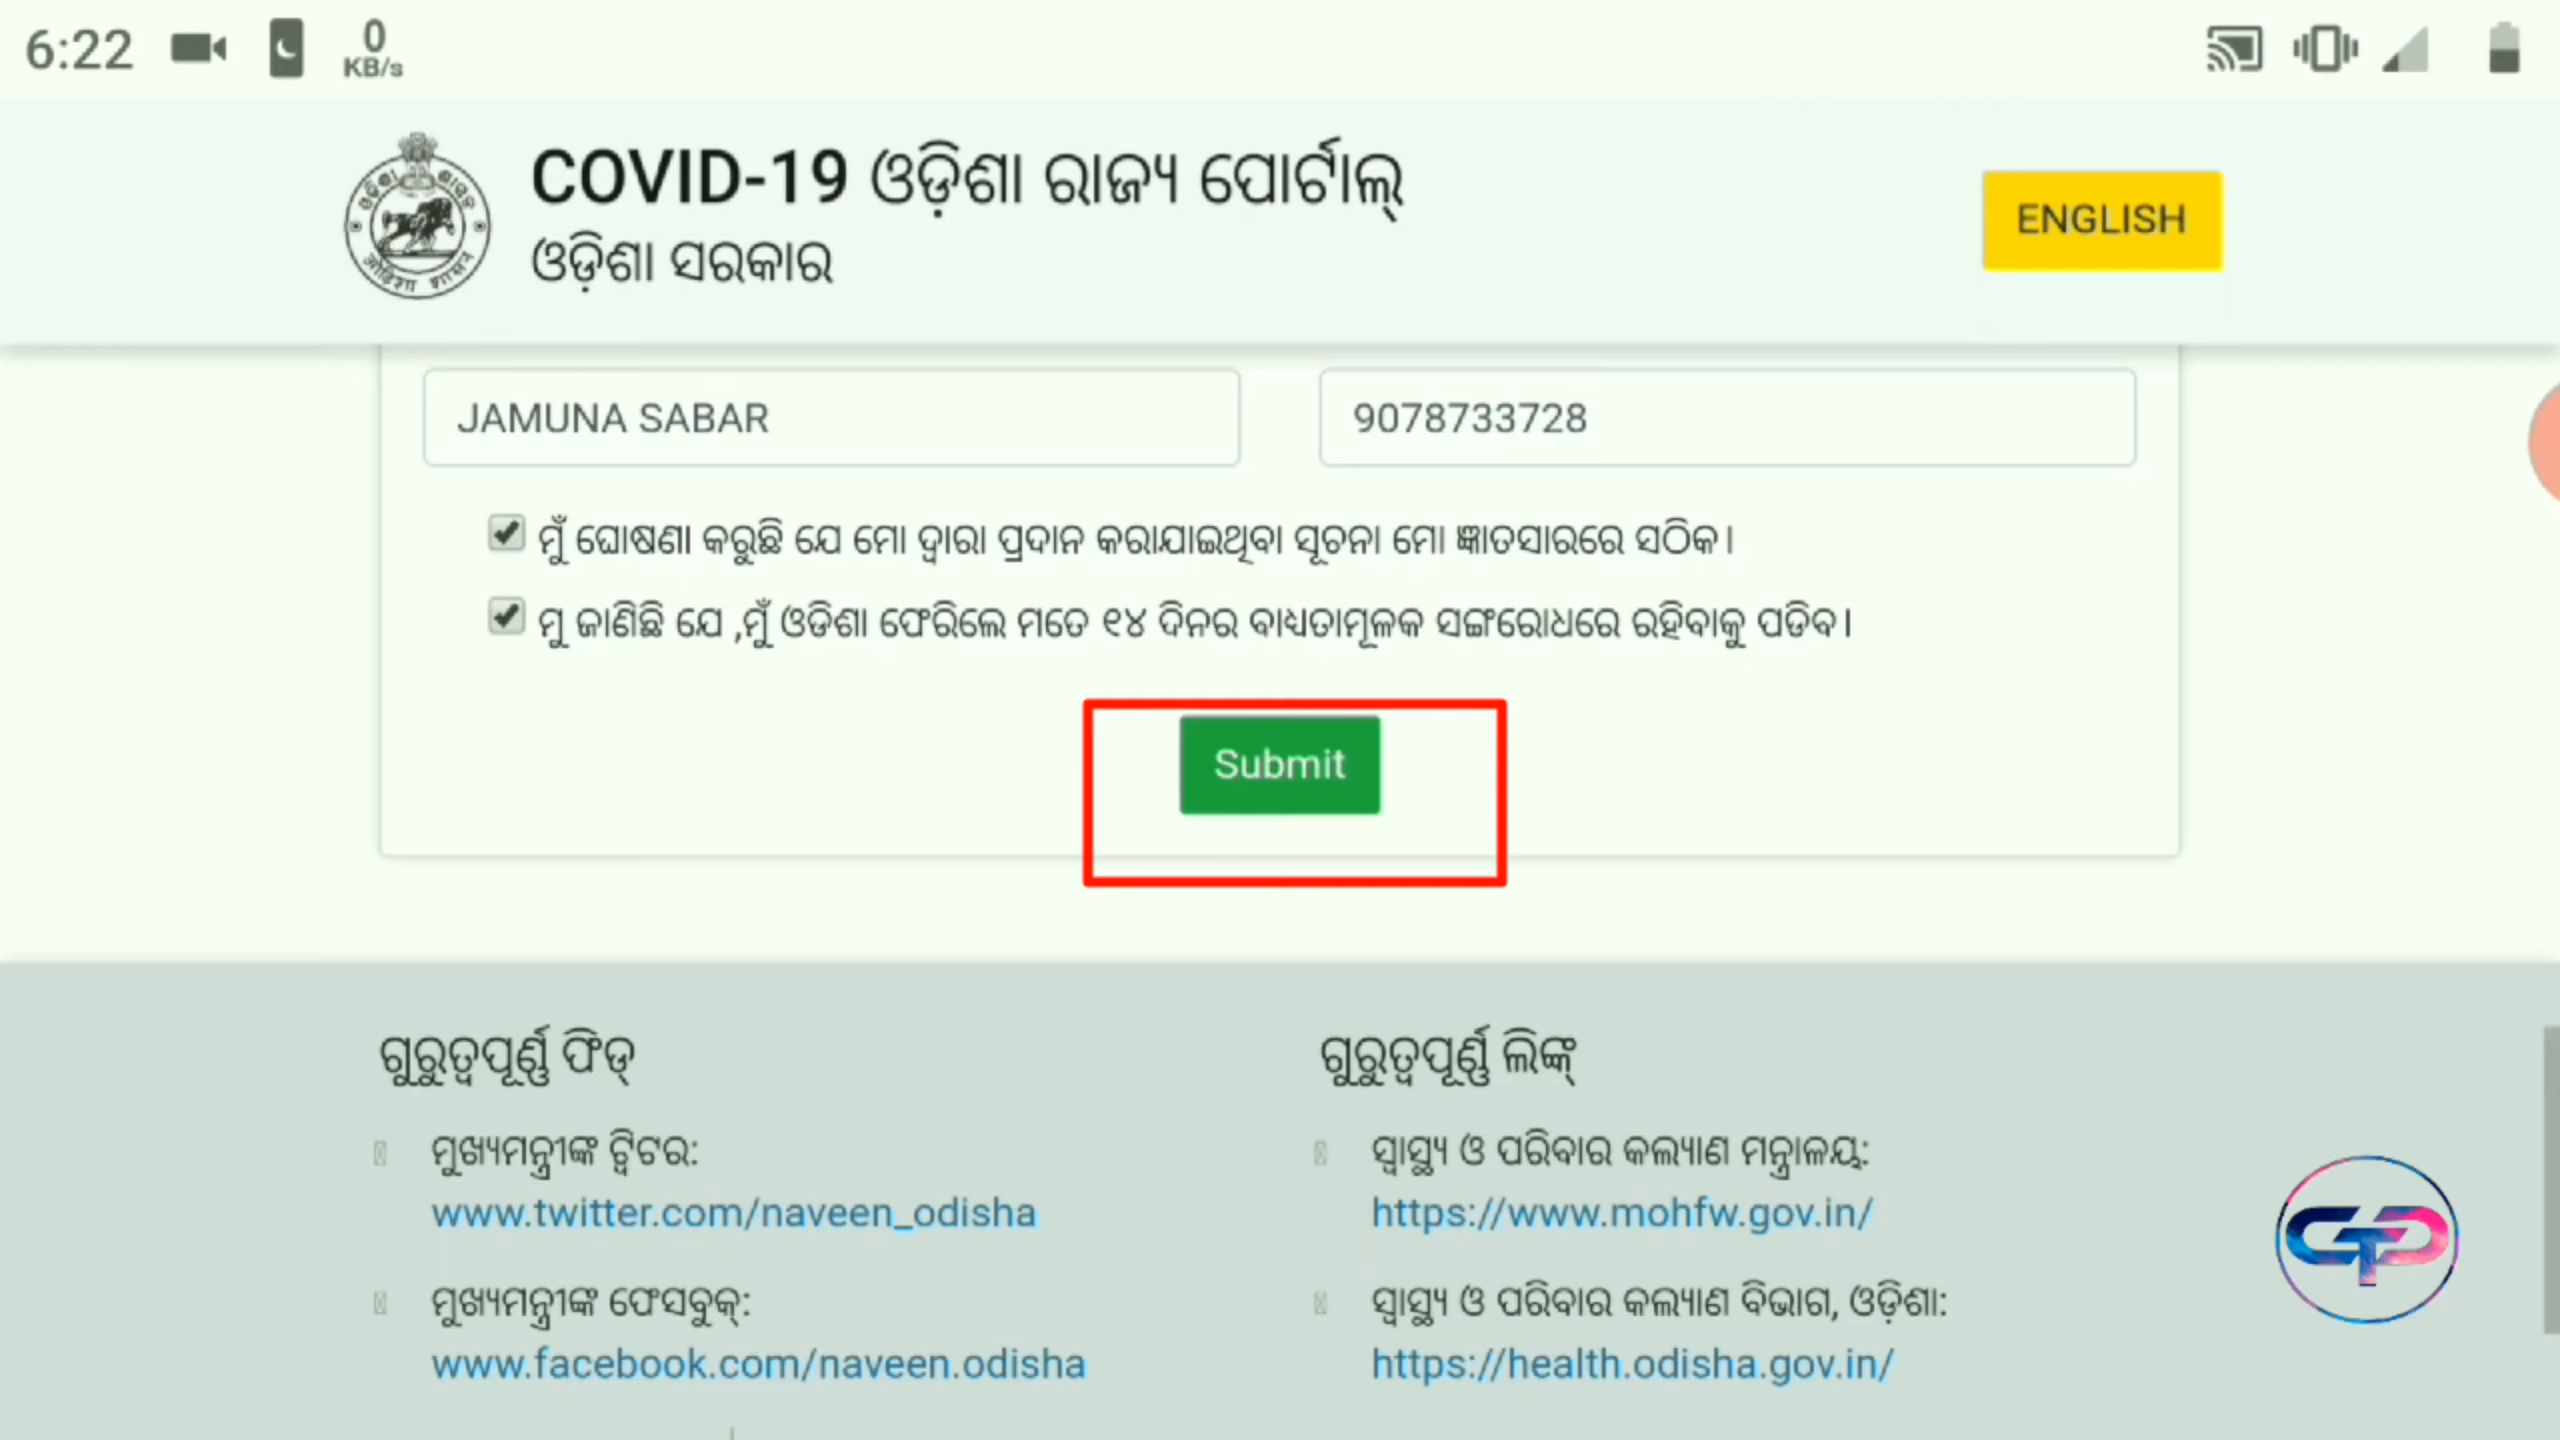 6:22
0
KB/s
COVID-19 ଓଡ଼ିଶା ରାଜ୍ୟ ପୋର୍ଟାଲ୍
ଓଡ଼ିଶା ସରକାର
ENGLISH
JAMUNA SABAR
9078733728
ମୁଁ ଘୋଷଣା କରୁଛି ଯେ ମୋ ଦ୍ୱାରା ପ୍ରଦାନ କରାଯାଇଥିବା ସୂଚନା ମୋ ଜ୍ଞାତସାରରେ ସଠିକ।
ମୁ ଜାଣିଛି ଯେ ,ମୁଁ ଓଡିଶା ଫେରିଲେ ମତେ ୧୪ ଦିନର ବାଧ୍ୟତାମୂଳକ ସଙ୍ଗରୋଧରେ ରହିବାକୁ ପଡିବ।
Submit
ଗୁରୁତ୍ୱପୂର୍ଣ୍ଣ ଫିଡ୍
ମୁଖ୍ୟମନ୍ତ୍ରୀଙ୍କ ଟ୍ୱିଟର:
www.twitter.com/naveen_odisha
ମୁଖ୍ୟମନ୍ତ୍ରୀଙ୍କ ଫେସବୁକ୍:
www.facebook.com/naveen.odisha
ଗୁରୁତ୍ୱପୂର୍ଣ୍ଣ ଲିଙ୍କ୍
ସ୍ୱାସ୍ଥ୍ୟ ଓ ପରିବାର କଲ୍ୟାଣ ମନ୍ତ୍ରାଳୟ:
https://www.mohfw.gov.in/
ସ୍ୱାସ୍ଥ୍ୟ ଓ ପରିବାର କଲ୍ୟାଣ ବିଭାଗ, ଓଡ଼ିଶା:
https://health.odisha.gov.in/